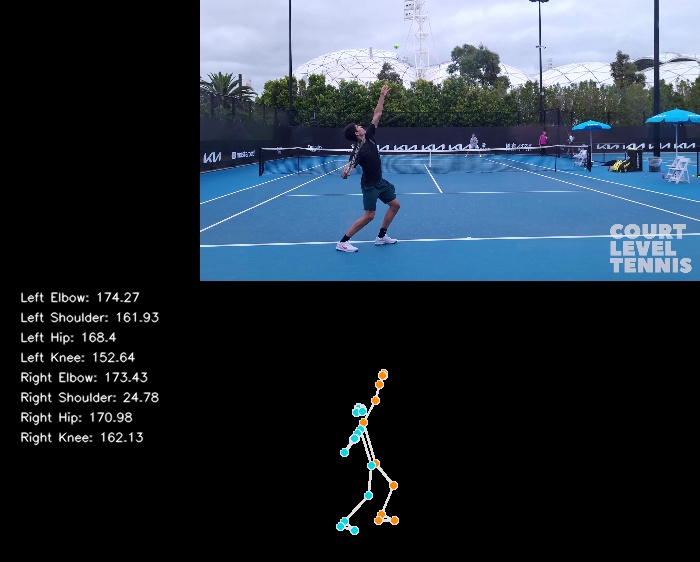 COURT
LEVEL
TENNIS
Left Elbow: 174.27
Left Shoulder: 161.93
Left Hip: 168.4
Left Knee: 152.64
Right Elbow: 173.43
Right Shoulder: 24.78
Right Hip: 170.98
Right Knee: 162.13